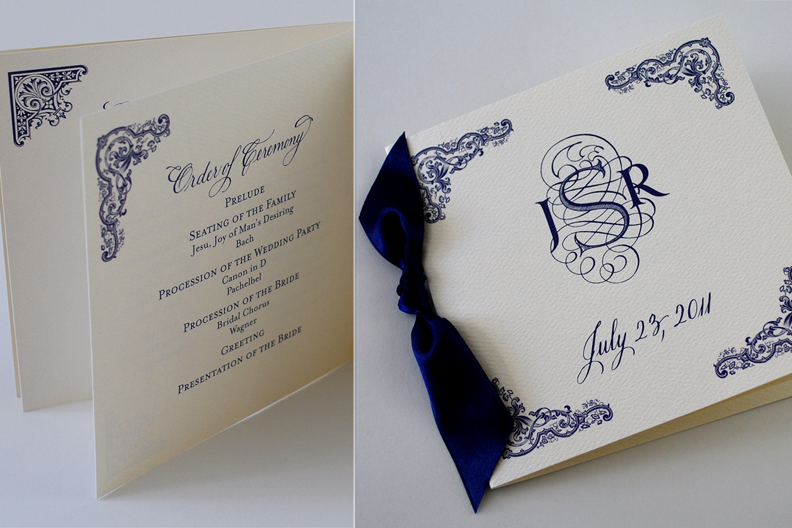 Order of Ceremony
PRELUDE
SEATING OF THE FAMILY
Jesu, Joy of Man's Desiring
Bach
PROCESSION OF THE WEDDING PARTY
Canon in D
Pachelbel
PROCESSION OF THE BRIDE
Bridal Chorus
Wagner
GREETING
PRESENTATION OF THE BRIDE
J S R
July 23, 2011